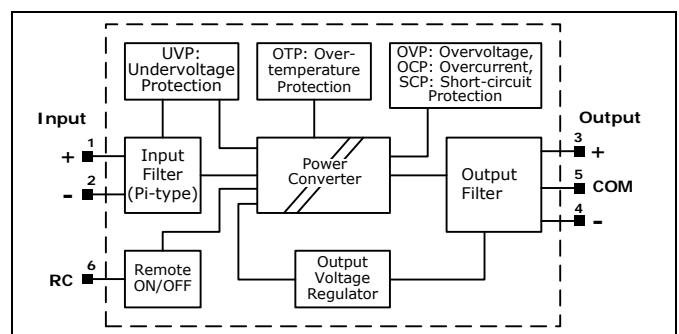 UVP:
Undervoltage
Protection
OTP: Over-
temperature
Protection
OVP: Overvoltage,
OCP: Overcurrent,
SCP: Short-circuit
Protection
Input
Output
1
+
2
-
Input
Filter
(Pi-type)
Power
Converter
Output
Filter
3
+
5
COM
4
-
6
RC
Remote
ON/OFF
Output
Voltage
Regulator